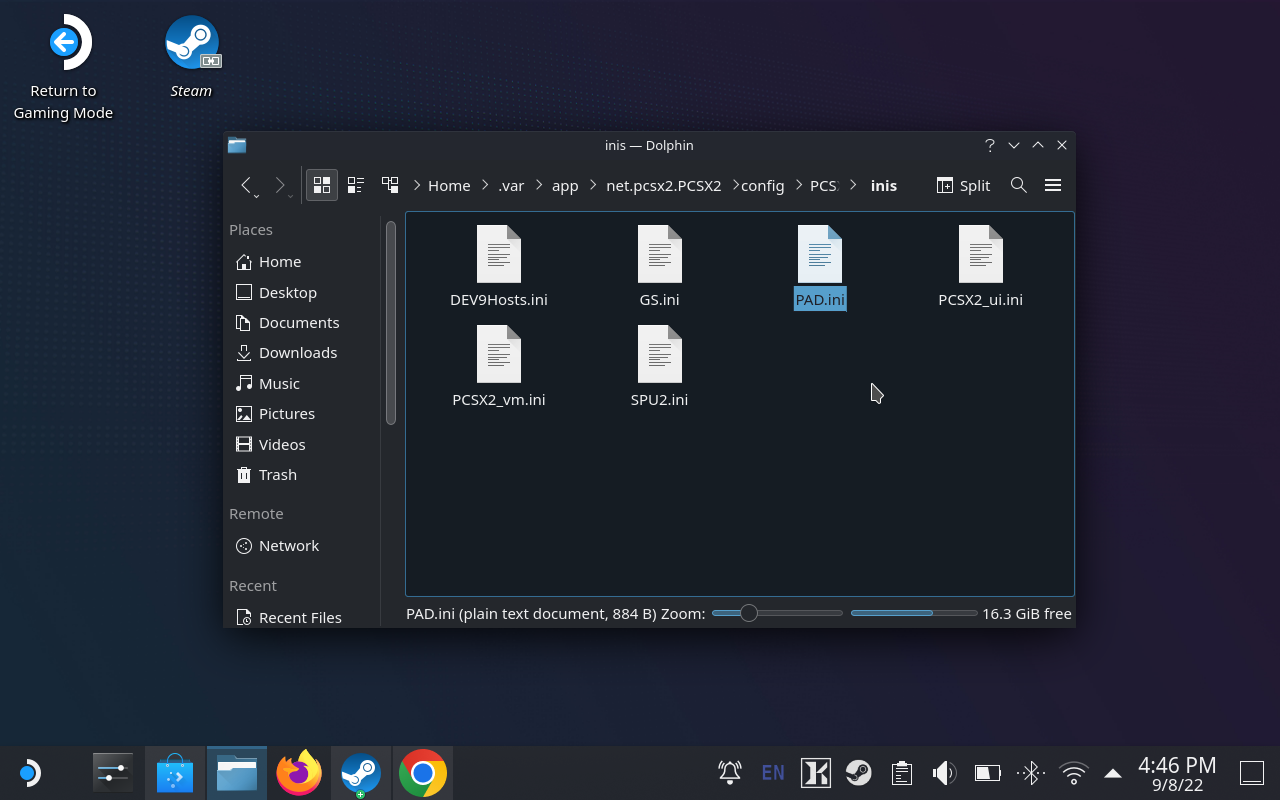 Return to
Gaming Mode
Steam
inis — Dolphin
Home
.var
app
net.pcsx2.PCSX2
config
PCS
inis
Split
Places
Home
Desktop
Documents
Downloads
Music
Pictures
Videos
Trash
Remote
Network
Recent
Recent Files
DEV9Hosts.ini
GS.ini
PAD.ini
PCSX2_ui.ini
PCSX2_vm.ini
SPU2.ini
PAD.ini (plain text document, 884 B) Zoom:
16.3 GiB free
EN
4:46 PM
9/8/22